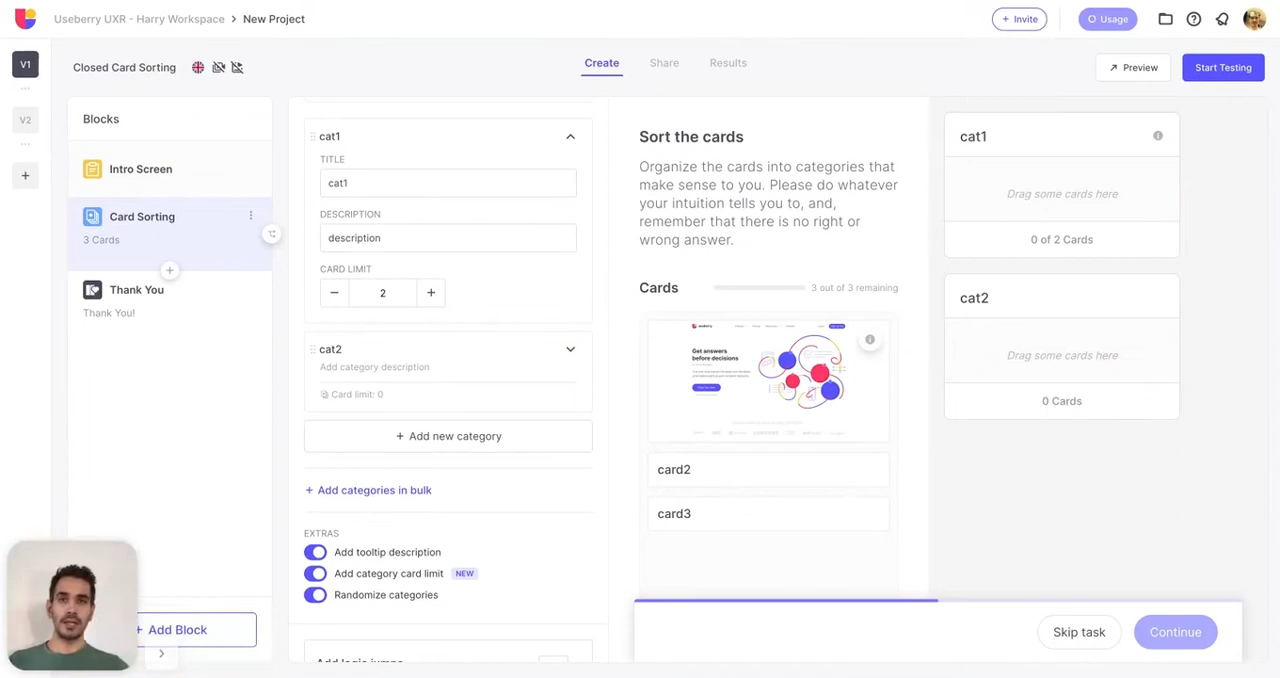 Useberry UXR - Harry Workspace > New Project
+ Invite
Usage
V1
Closed Card Sorting
Create
Share
Results
Preview
Start Testing
V2
+
Blocks
Intro Screen
Card Sorting
3 Cards
+
Thank You
Thank You!
+ Add Block
cat1
TITLE
cat1
DESCRIPTION
description
CARD LIMIT
− 2 +
cat2
Add category description
Card limit: 0
+ Add new category
+ Add categories in bulk
EXTRAS
Add tooltip description
Add category card limit NEW
Randomize categories
Sort the cards
Organize the cards into categories that
make sense to you. Please do whatever
your intuition tells you to, and,
remember that there is no right or
wrong answer.
Cards
3 out of 3 remaining
useberry
Get answers
before decisions
card2
card3
cat1
Drag some cards here
0 of 2 Cards
cat2
Drag some cards here
0 Cards
Skip task
Continue